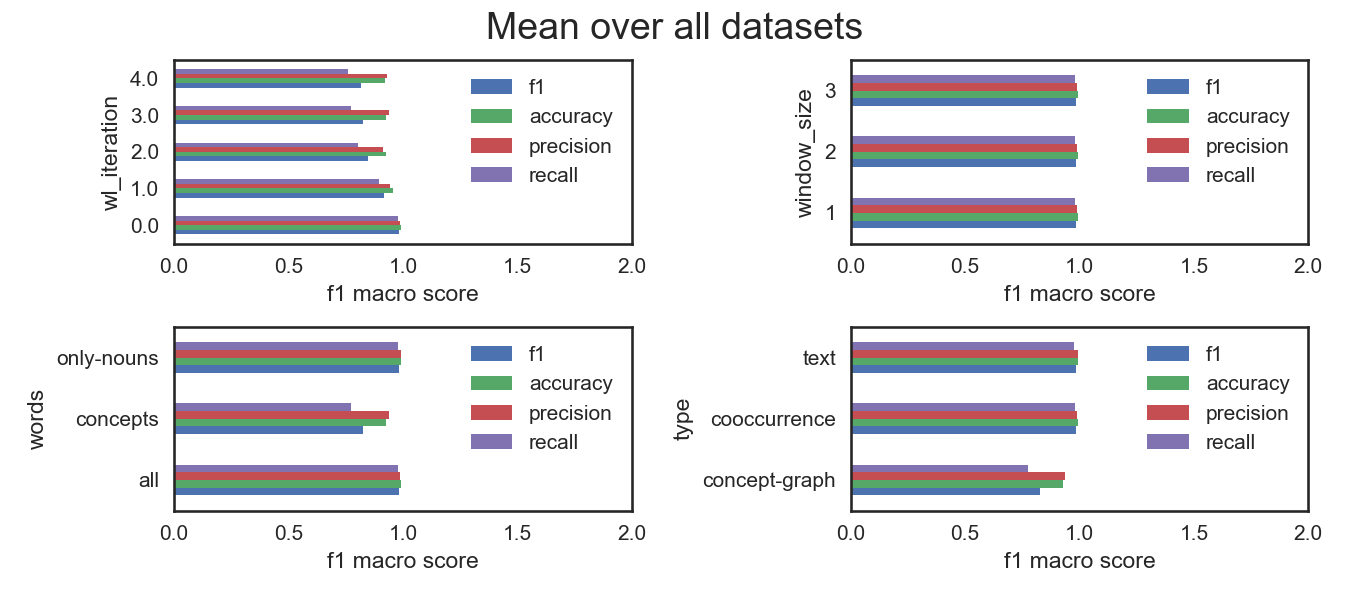 Mean over all datasets
wl_iteration
4.0
3.0
2.0
1.0
0.0
f1
accuracy
precision
recall
0.0 0.5 1.0 1.5 2.0
f1 macro score
window_size
3
2
1
f1
accuracy
precision
recall
0.0 0.5 1.0 1.5 2.0
f1 macro score
words
only-nouns
concepts
all
f1
accuracy
precision
recall
0.0 0.5 1.0 1.5 2.0
f1 macro score
type
text
cooccurrence
concept-graph
f1
accuracy
precision
recall
0.0 0.5 1.0 1.5 2.0
f1 macro score